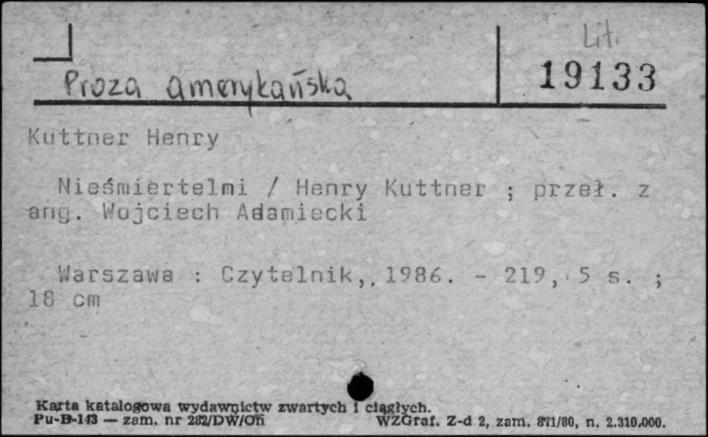 Lit.
Proza amerykańska
19133
Kuttner Henry
Nieśmiertelni / Henry Kuttner ; przeł. z
ang. Wojciech Adamiecki
Warszawa : Czytelnik,, 1986. - 219, 5 s. ;
18 cm
Karta katalogowa wydawnictw zwartych i ciągłych.
Pu-B-143 — zam. nr 282/DW/Oń WZGraf. Z-d 2, zam. 871/80, n. 2.310.000.